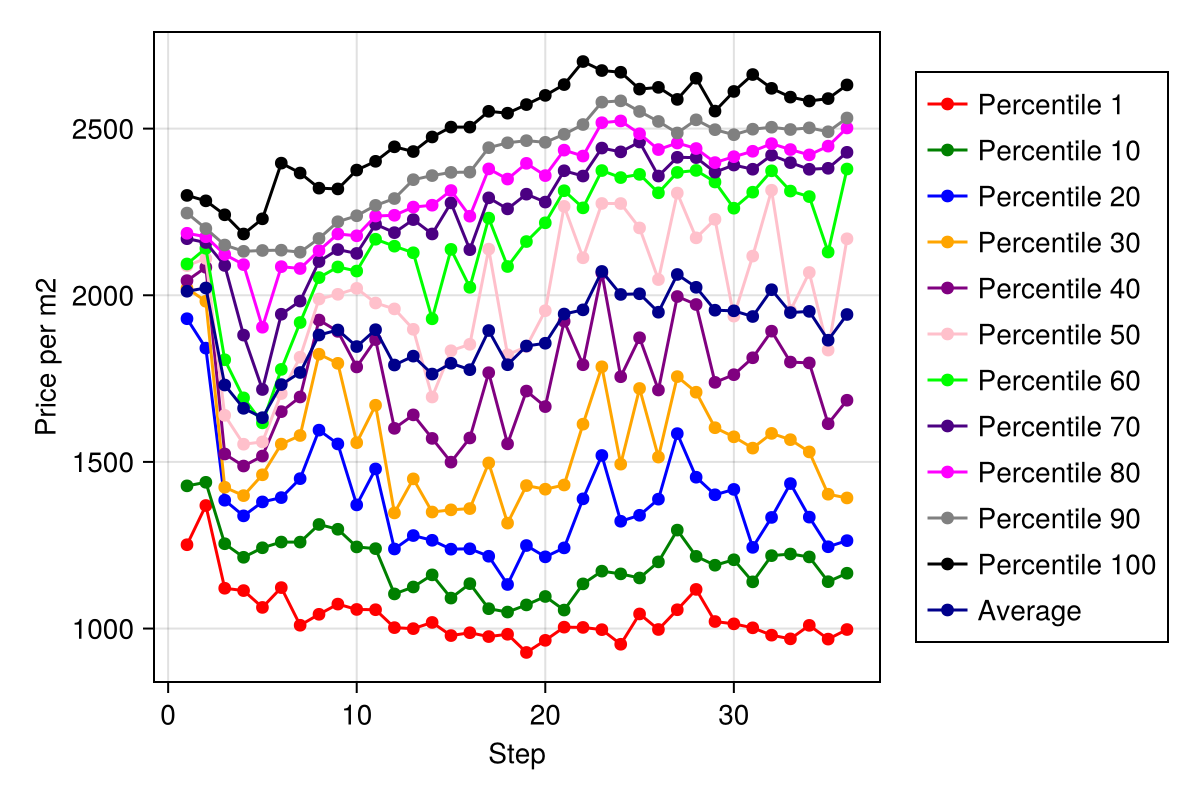 Price per m2
2500
2000
1500
1000
0
10
20
30
Step
Percentile 1
Percentile 10
Percentile 20
Percentile 30
Percentile 40
Percentile 50
Percentile 60
Percentile 70
Percentile 80
Percentile 90
Percentile 100
Average